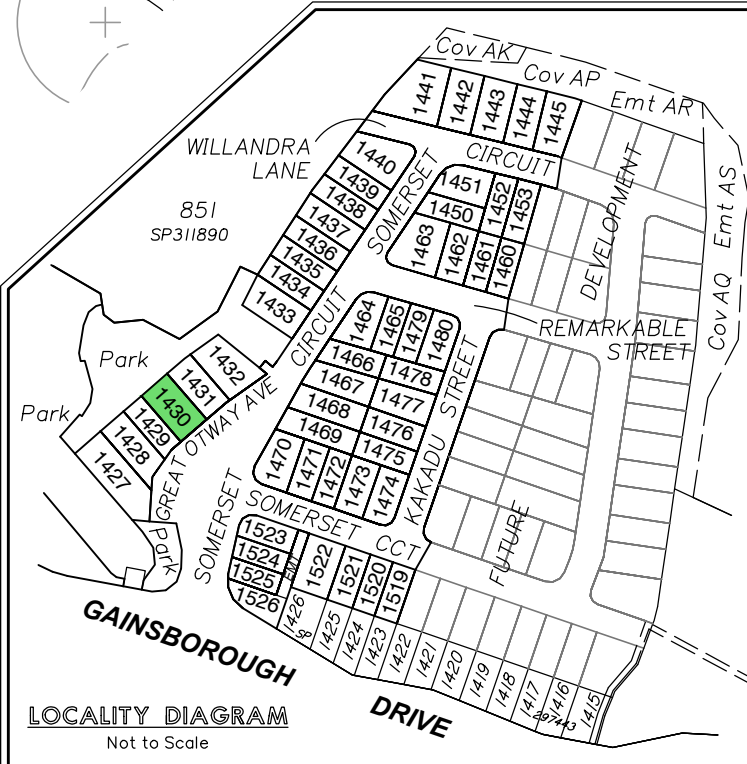 Cov AK
Cov AP
Emt AR
Emt AS
Cov AQ
1441
1442
1443
1444
1445
WILLANDRA
LANE
CIRCUIT
SOMERSET
DEVELOPMENT
1440
1439
1438
1437
1436
1435
1434
1433
851
SP311890
1451
1452
1453
1450
1463
1462
1461
1460
REMARKABLE
STREET
CIRCUIT
1464
1465
1479
1480
1466
1478
1467
1477
1468
1476
1469
1475
1470
1471
1472
1473
1474
KAKADU STREET
Park
Park
1432
1431
1430
1429
1428
1427
GREAT OTWAY AVE
Park
SOMERSET
SOMERSET CCT
FUTURE
1523
1524
1525
1526
EMT
1522
1521
1520
1519
1426
SP
1425
1424
1423
1422
1421
1420
1419
1418
1417
1416
297443
1415
GAINSBOROUGH
DRIVE
LOCALITY DIAGRAM
Not to Scale